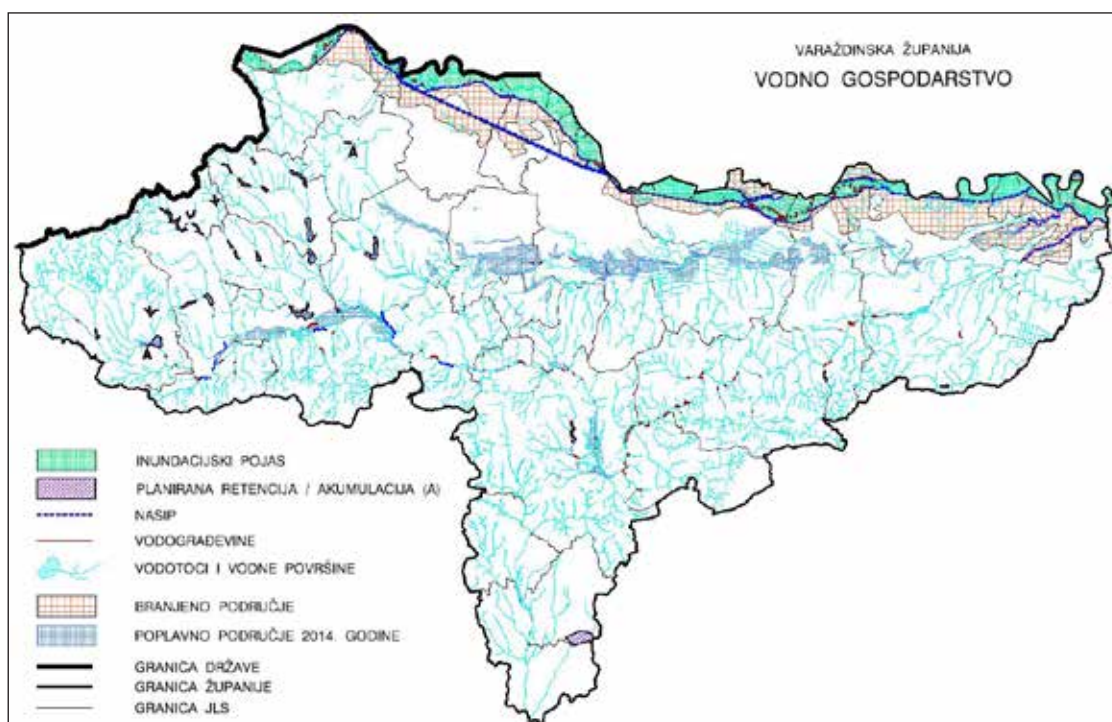 VARAŽDINSKA ŽUPANIJA
VODNO GOSPODARSTVO
A
A
INUNDACIJSKI POJAS
PLANIRANA RETENCIJA / AKUMULACIJA (A)
NASIP
VODOGRAĐEVINE
VODOTOCI I VODNE POVRŠINE
BRANJENO PODRUČJE
POPLAVNO PODRUČJE 2014. GODINE
GRANICA DRŽAVE
GRANICA ŽUPANIJE
GRANICA JLS